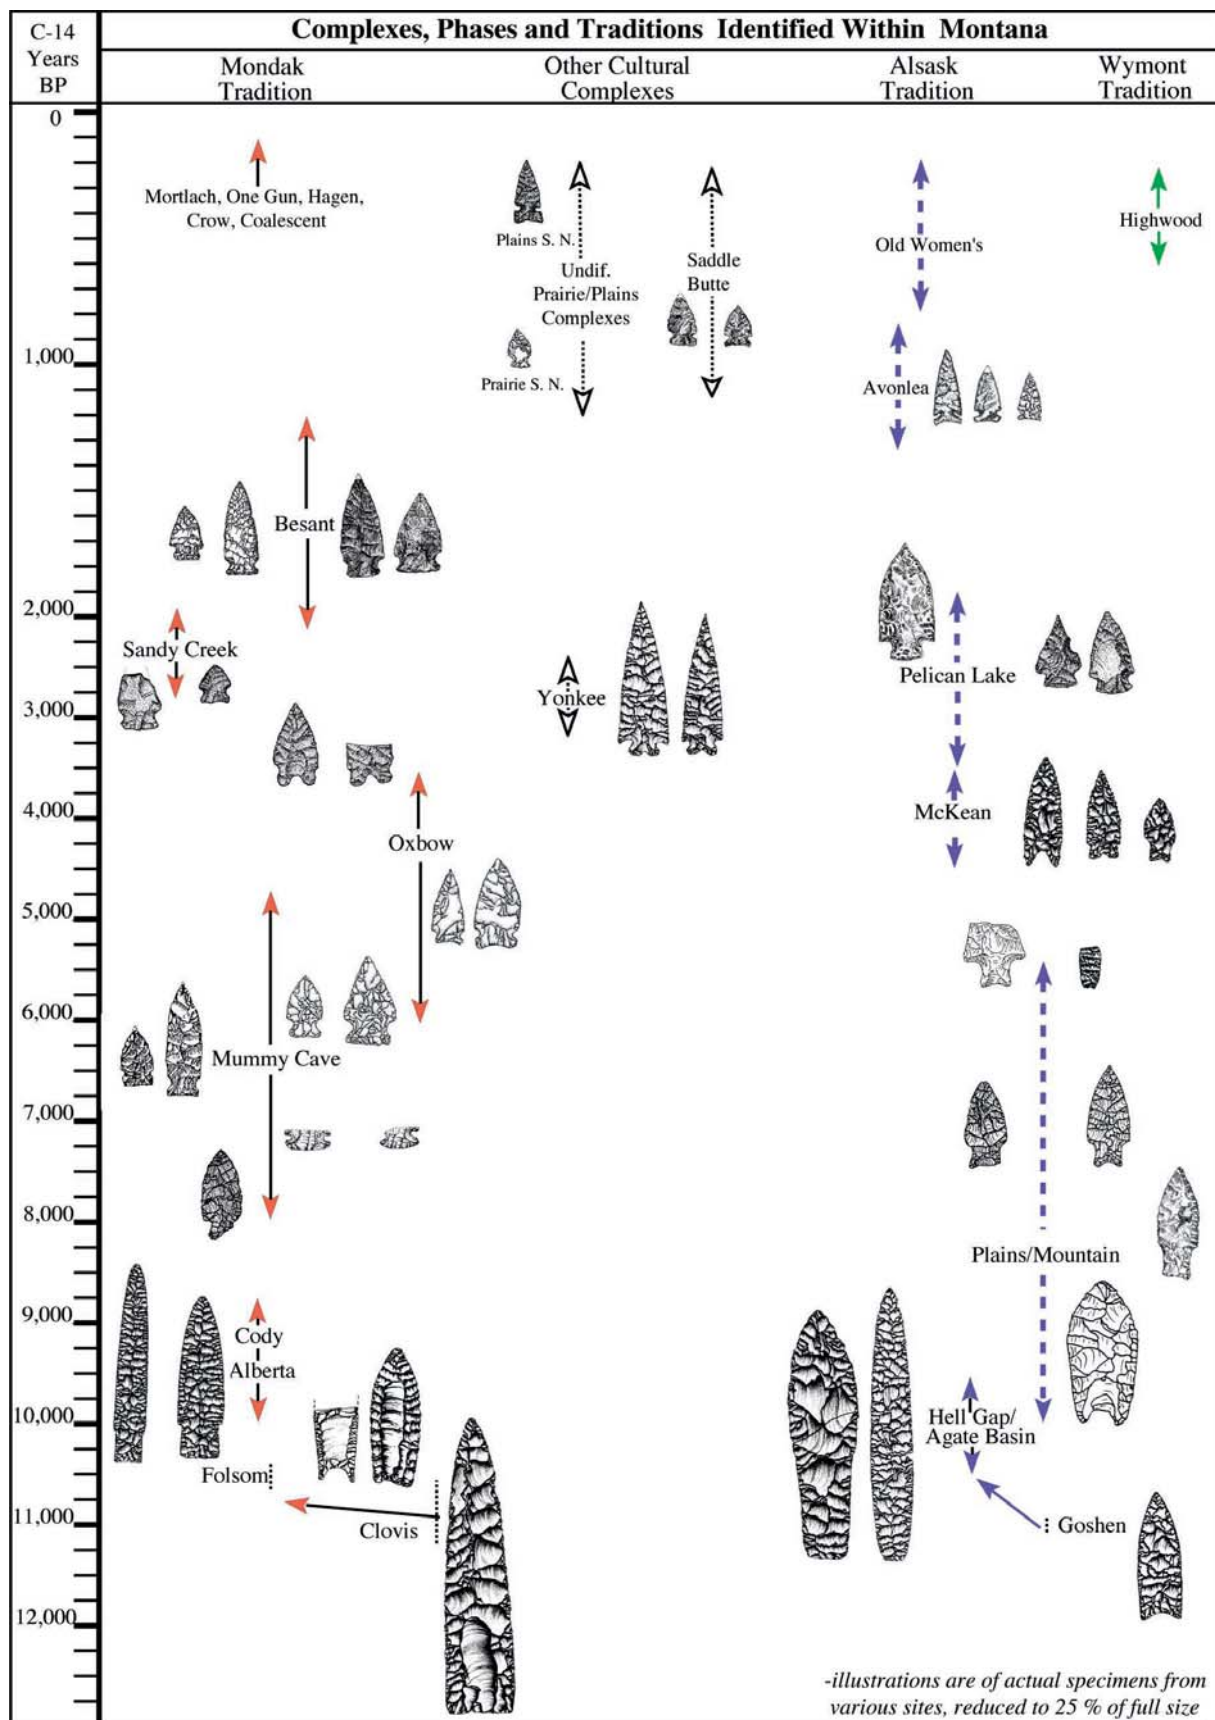 C-14
Years
BP
Complexes, Phases and Traditions Identified Within Montana
Mondak
Tradition
Other Cultural
Complexes
Alsask
Tradition
Wymont
Tradition
0
Mortlach, One Gun, Hagen,
Crow, Coalescent
Plains S. N.
Undif.
Prairie/Plains
Complexes
Saddle
Butte
Old Women's
Highwood
1,000
Prairie S. N.
Avonlea
Besant
2,000
Sandy Creek
Yonkee
Pelican Lake
3,000
4,000
Oxbow
McKean
5,000
6,000
Mummy Cave
7,000
8,000
Plains/Mountain
9,000
Cody
Alberta
10,000
Hell Gap/
Agate Basin
Folsom
11,000
Clovis
Goshen
12,000
-illustrations are of actual specimens from
various sites, reduced to 25 % of full size